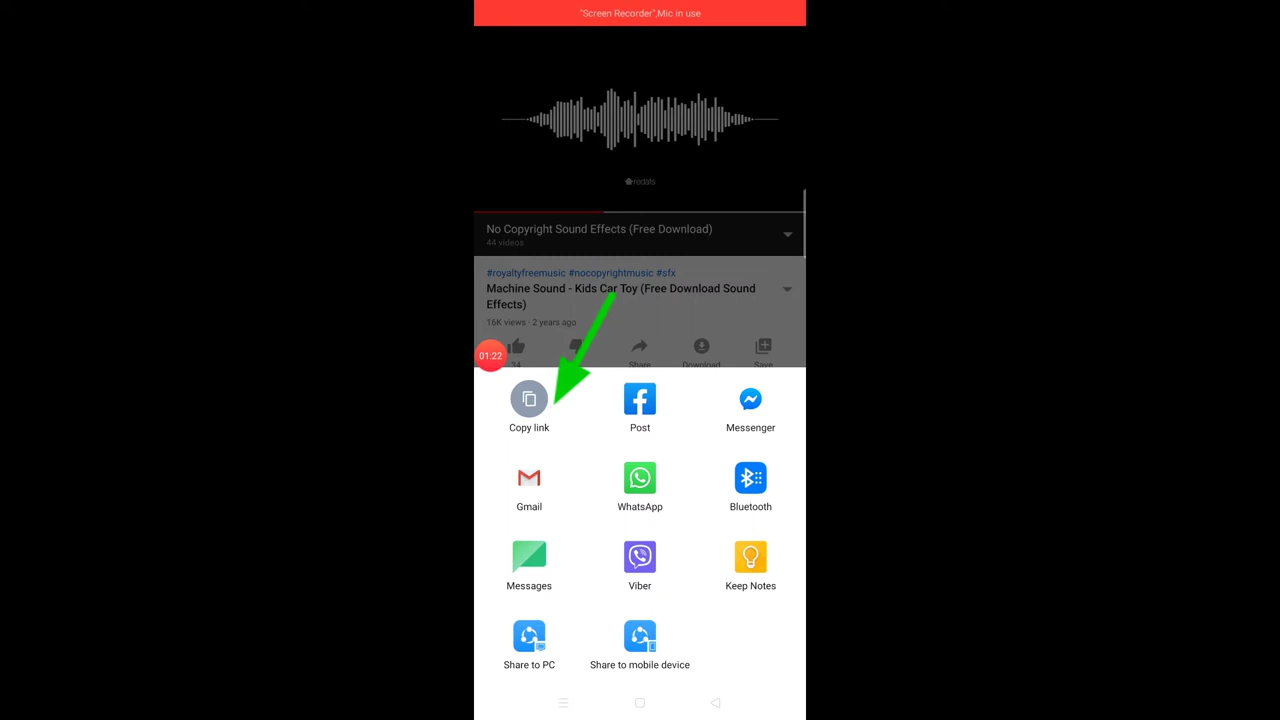 "Screen Recorder",Mic in use
redats
No Copyright Sound Effects (Free Download)
44 videos
#royaltyfreemusic #nocopyrightmusic #sfx
Machine Sound - Kids Car Toy (Free Download Sound
Effects)
16K views · 2 years ago
01:22
34
Share
Download
Save
Copy link
Post
Messenger
Gmail
WhatsApp
Bluetooth
Messages
Viber
Keep Notes
Share to PC
Share to mobile device